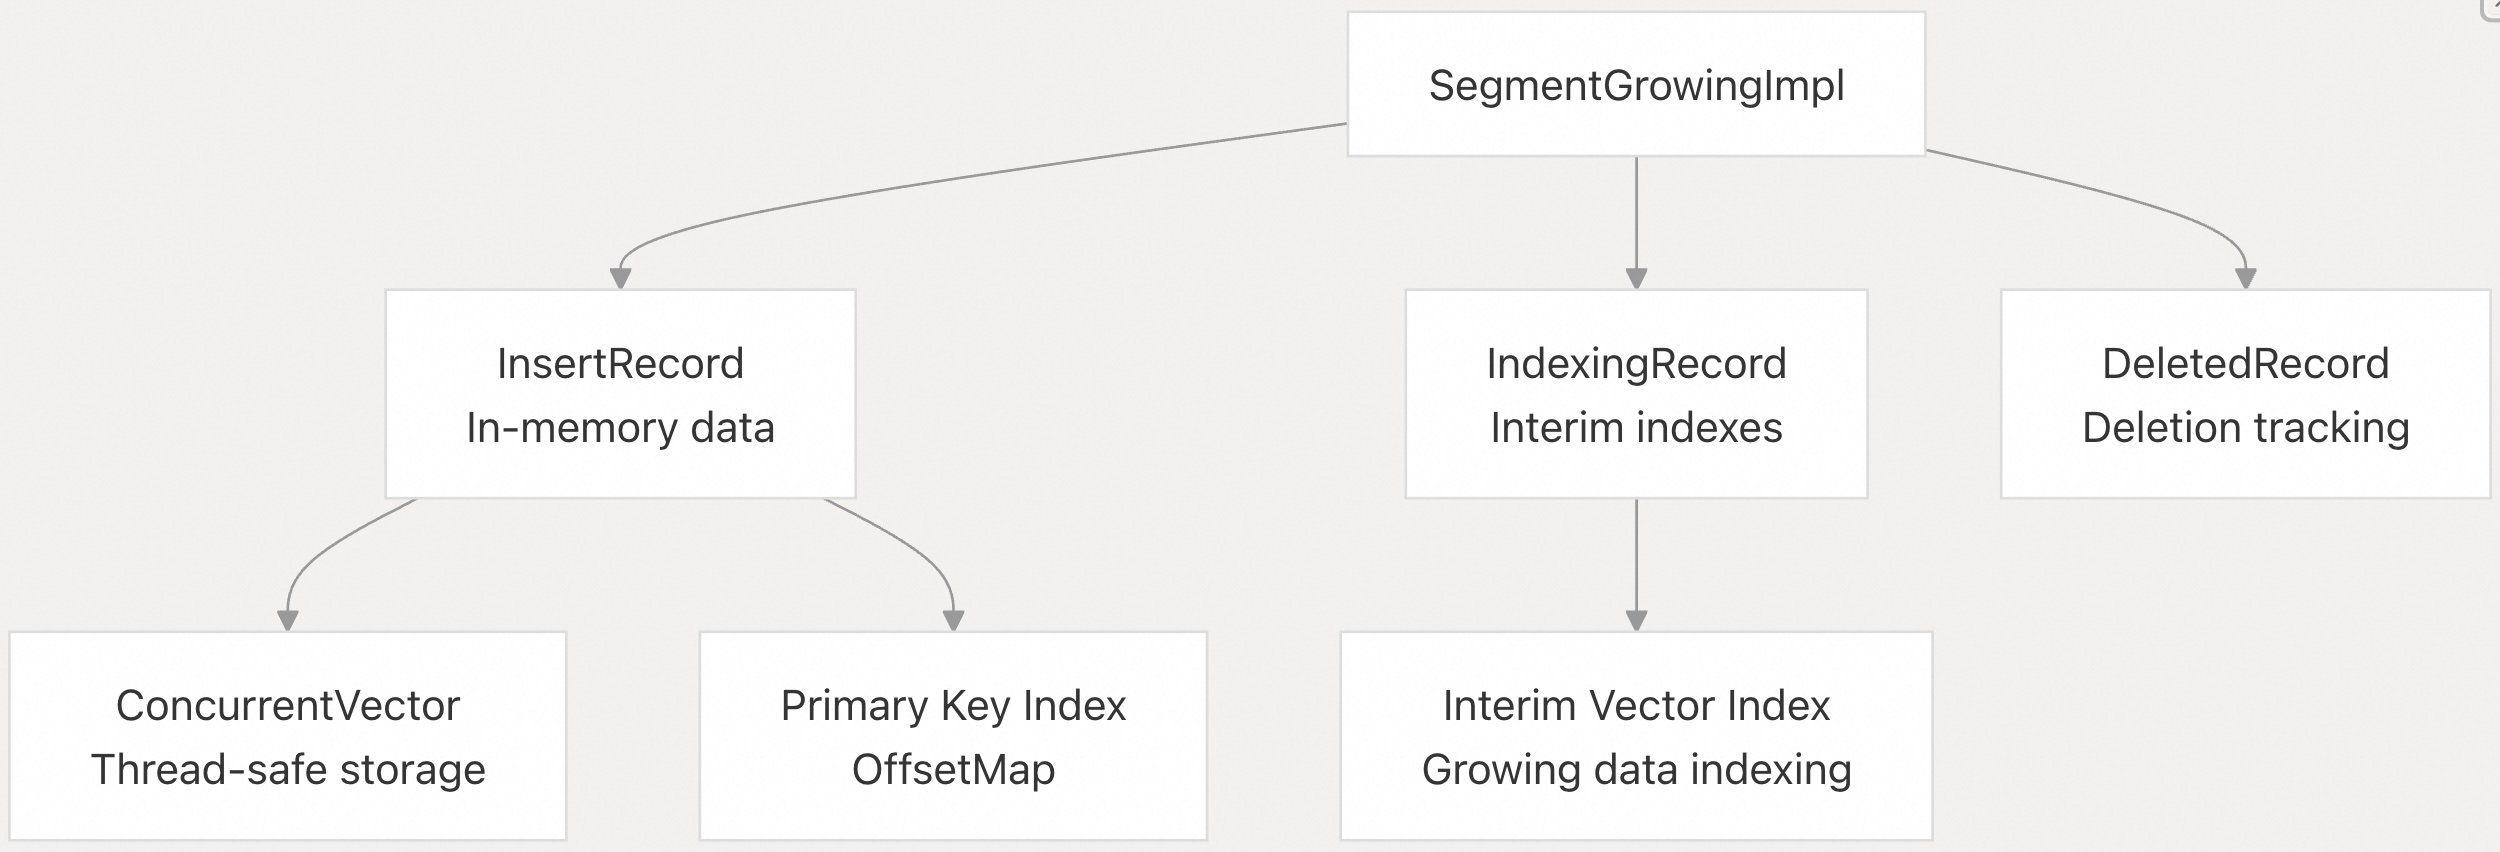 SegmentGrowingImpl
InsertRecord
In-memory data
IndexingRecord
Interim indexes
DeletedRecord
Deletion tracking
ConcurrentVector
Thread-safe storage
Primary Key Index
OffsetMap
Interim Vector Index
Growing data indexing